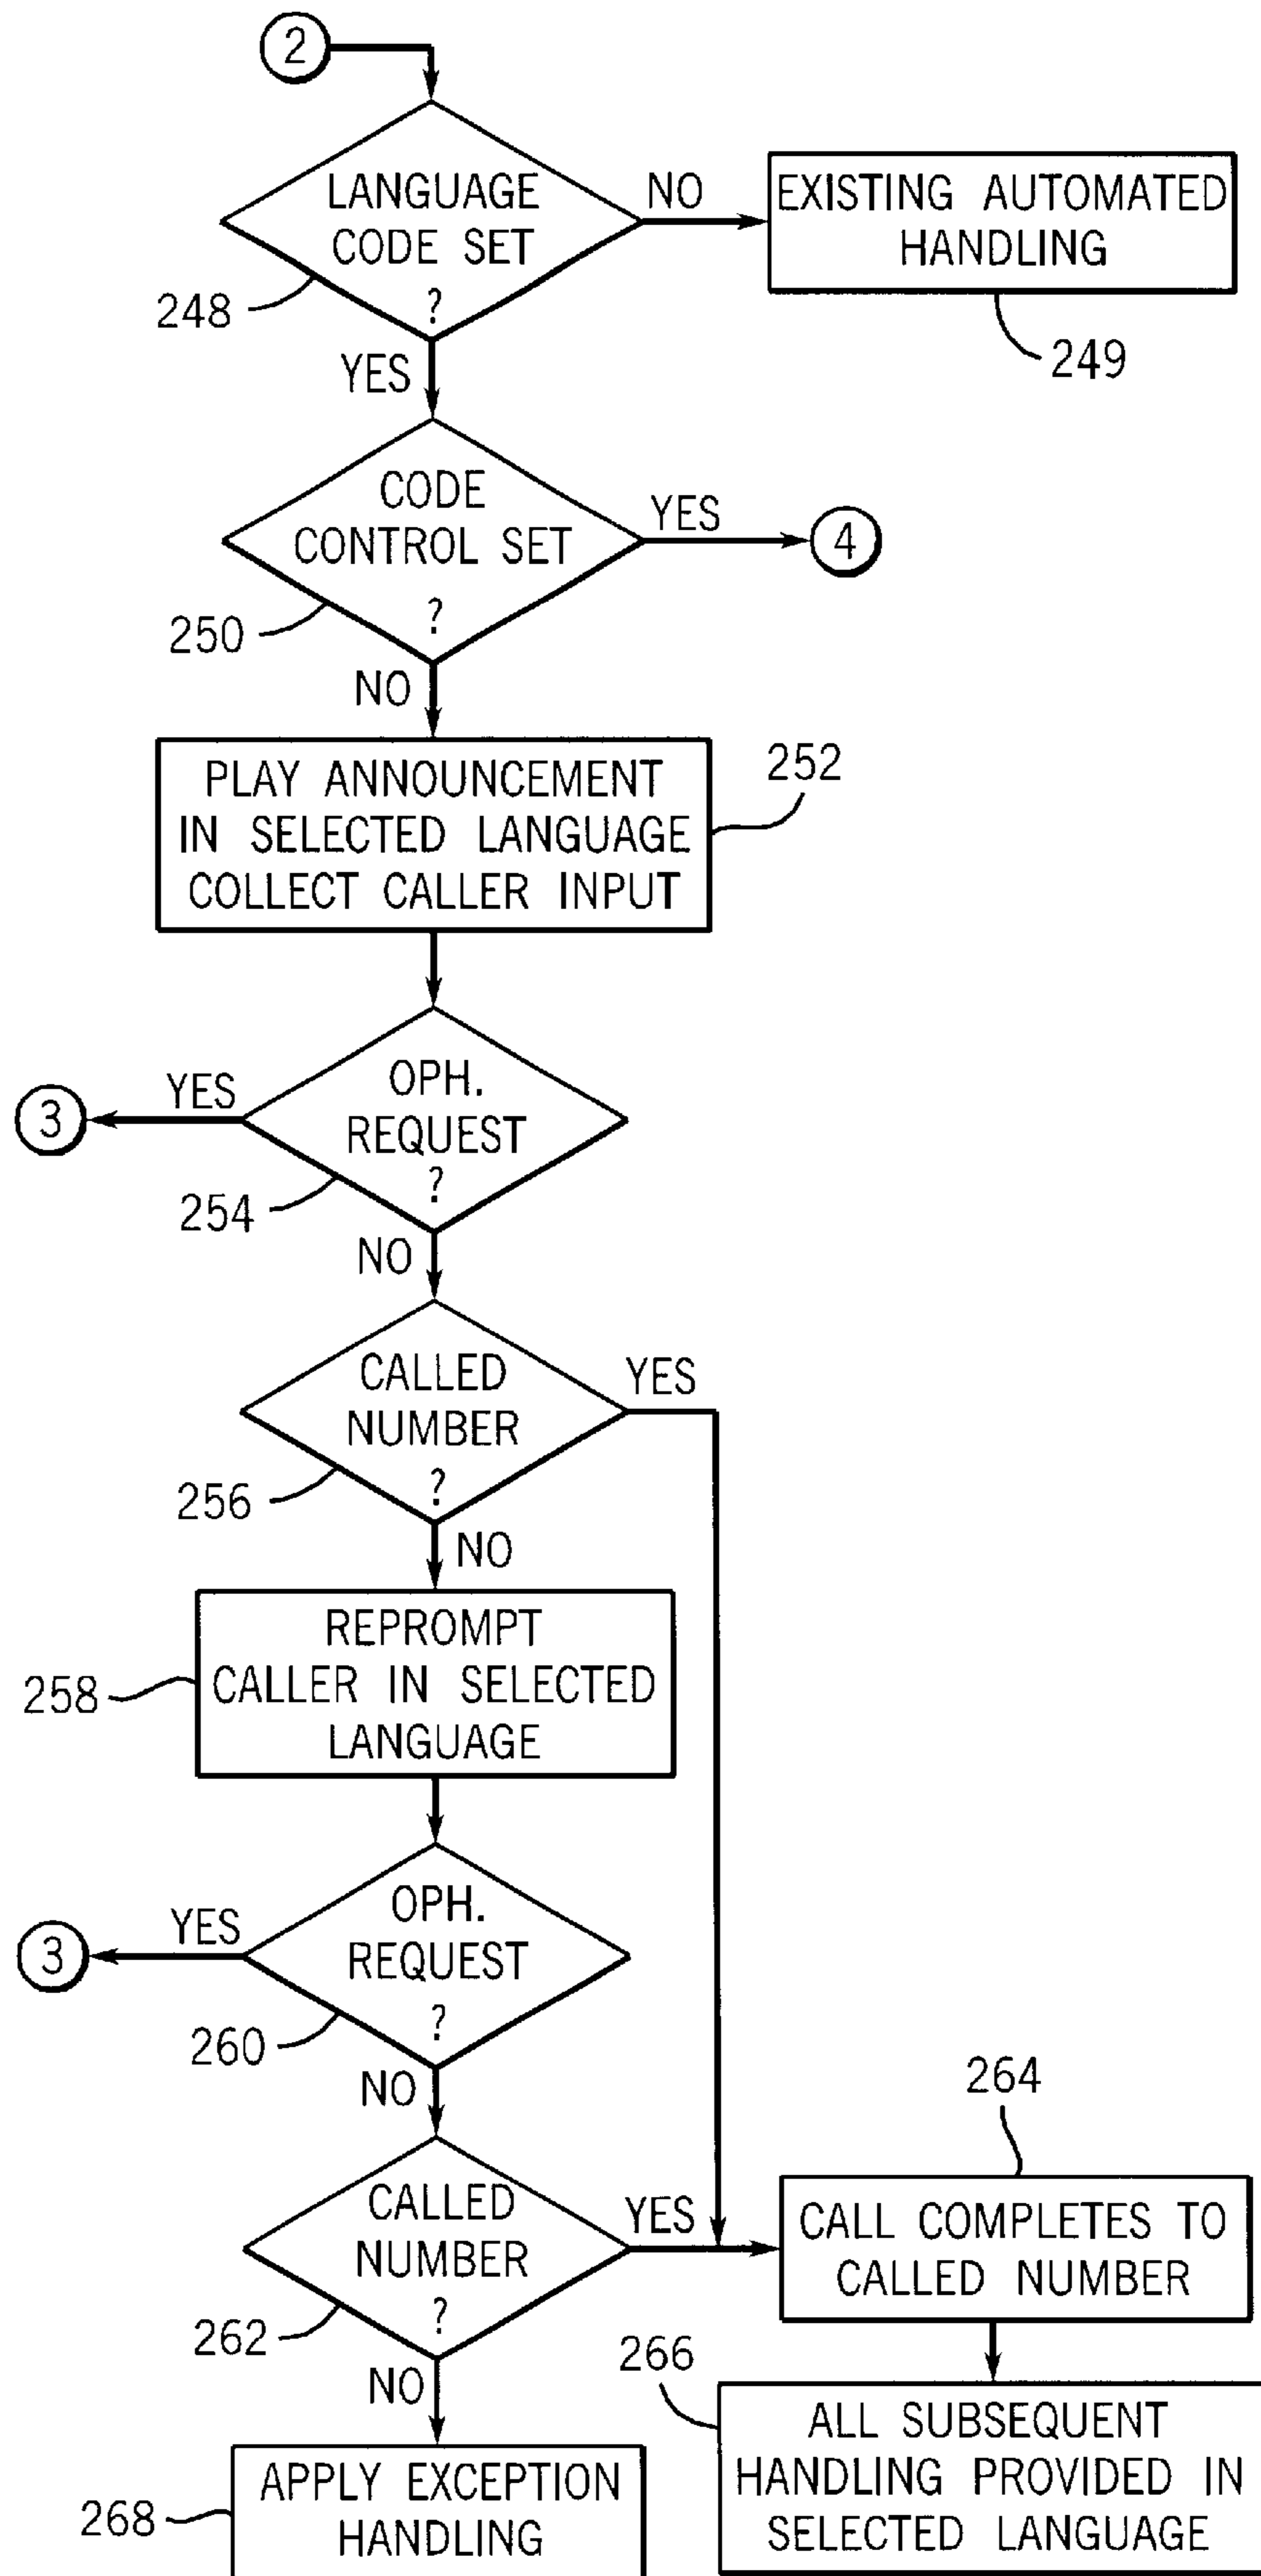 2
LANGUAGE
CODE SET
?
248
NO
EXISTING AUTOMATED
HANDLING
249
YES
CODE
CONTROL SET
?
250
YES
4
NO
PLAY ANNOUNCEMENT
IN SELECTED LANGUAGE
COLLECT CALLER INPUT
252
OPH.
REQUEST
?
254
YES
3
NO
CALLED
NUMBER
?
256
YES
NO
REPROMPT
CALLER IN SELECTED
LANGUAGE
258
OPH.
REQUEST
?
260
YES
3
NO
CALLED
NUMBER
?
262
YES
264
CALL COMPLETES TO
CALLED NUMBER
NO
266
ALL SUBSEQUENT
HANDLING PROVIDED IN
SELECTED LANGUAGE
268
APPLY EXCEPTION
HANDLING